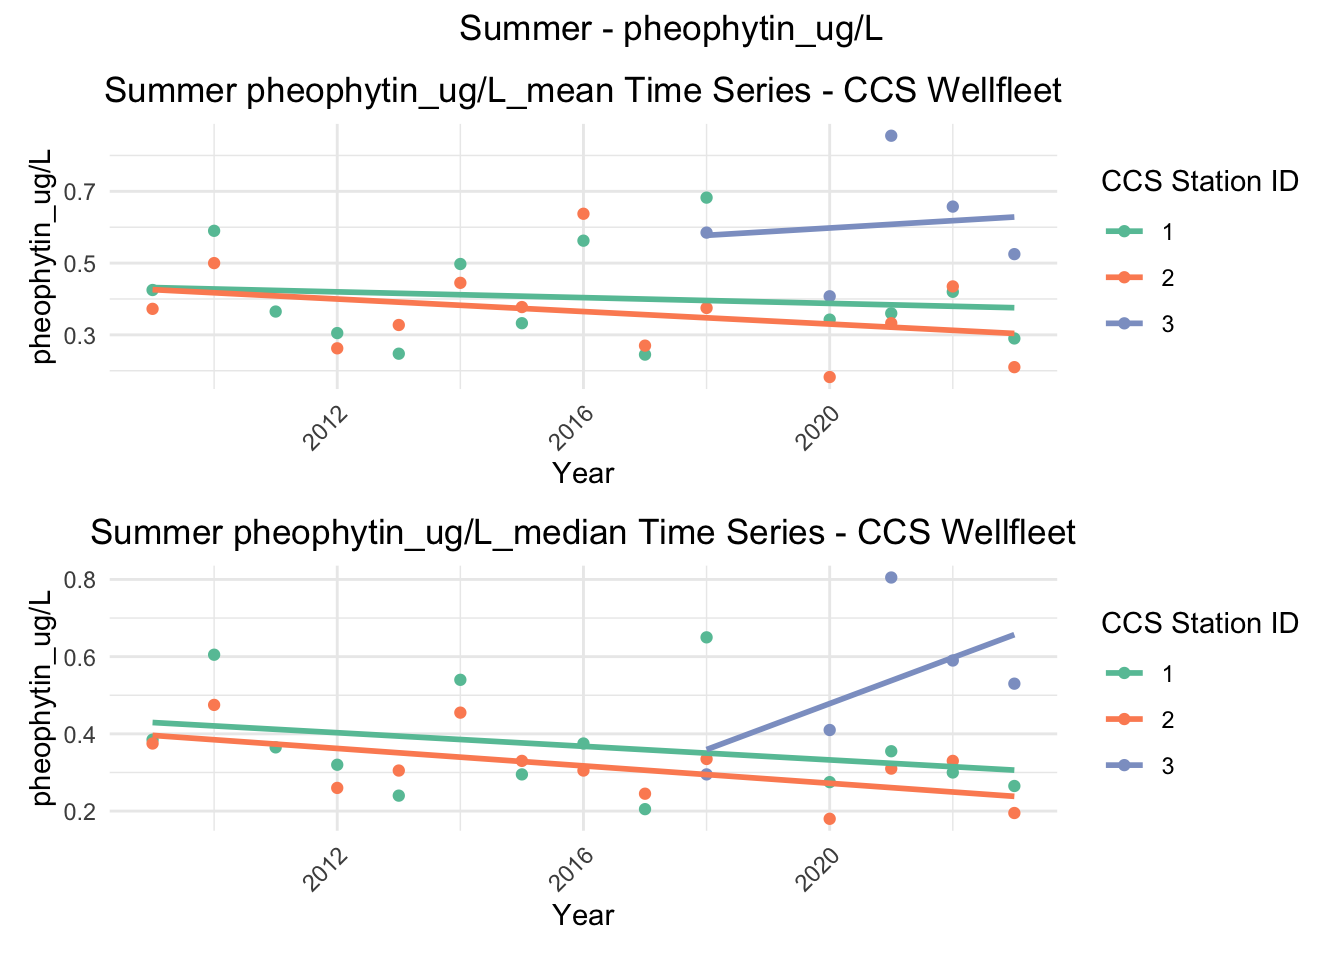 Summer - pheophytin_ug/L
Summer pheophytin_ug/L_mean Time Series - CCS Wellfleet
pheophytin_ug/L
0.7
0.5
0.3
2012
2016
2020
Year
CCS Station ID
1
2
3
Summer pheophytin_ug/L_median Time Series - CCS Wellfleet
pheophytin_ug/L
0.8
0.6
0.4
0.2
2012
2016
2020
Year
CCS Station ID
1
2
3